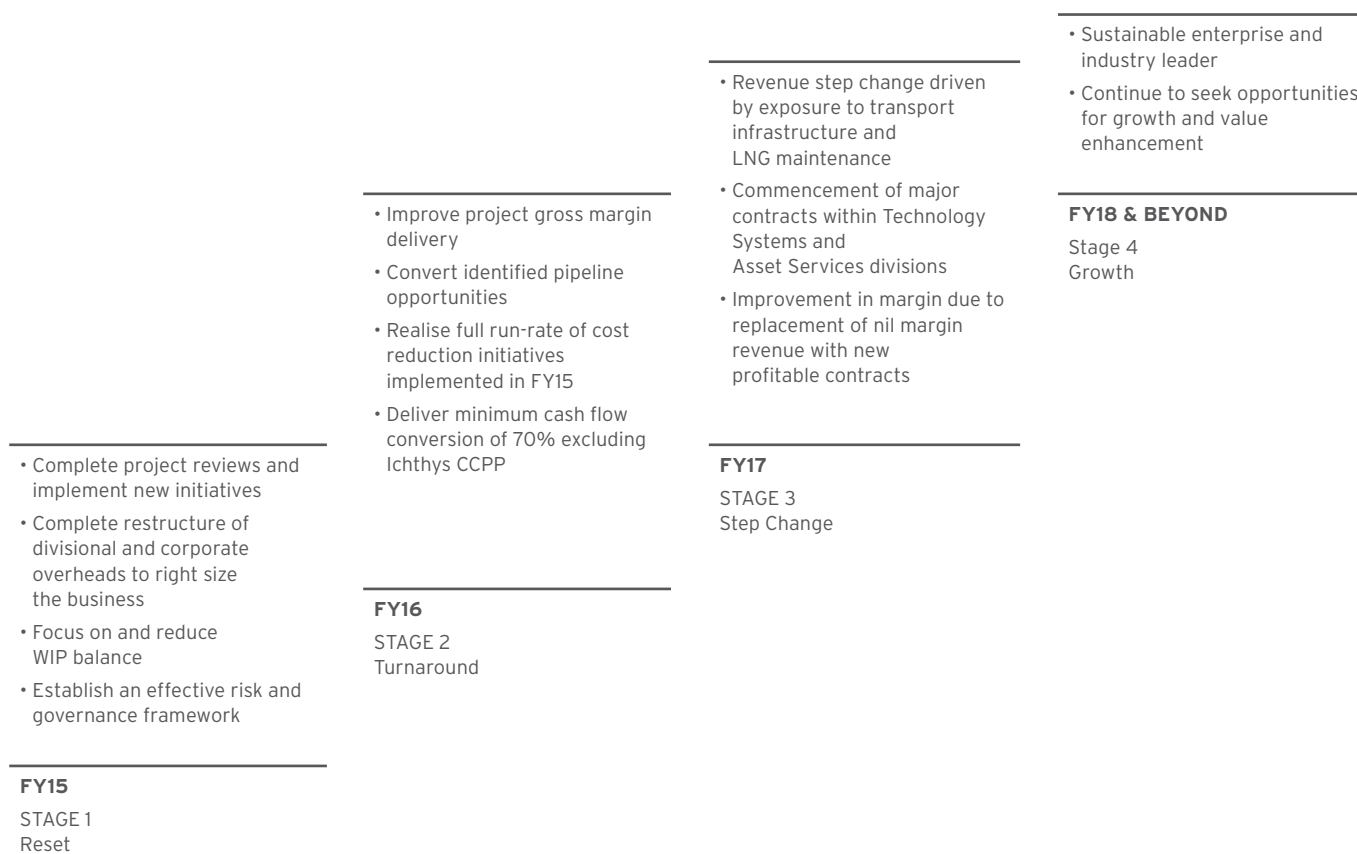 • Complete project reviews and
implement new initiatives
• Complete restructure of
divisional and corporate
overheads to right size
the business
• Focus on and reduce
WIP balance
• Establish an effective risk and
governance framework
FY15
STAGE 1
Reset
• Improve project gross margin
delivery
• Convert identified pipeline
opportunities
• Realise full run-rate of cost
reduction initiatives
implemented in FY15
• Deliver minimum cash flow
conversion of 70% excluding
Ichthys CCPP
FY16
STAGE 2
Turnaround
• Revenue step change driven
by exposure to transport
infrastructure and
LNG maintenance
• Commencement of major
contracts within Technology
Systems and
Asset Services divisions
• Improvement in margin due to
replacement of nil margin
revenue with new
profitable contracts
FY17
STAGE 3
Step Change
• Sustainable enterprise and
industry leader
• Continue to seek opportunities
for growth and value
enhancement
FY18 & BEYOND
Stage 4
Growth